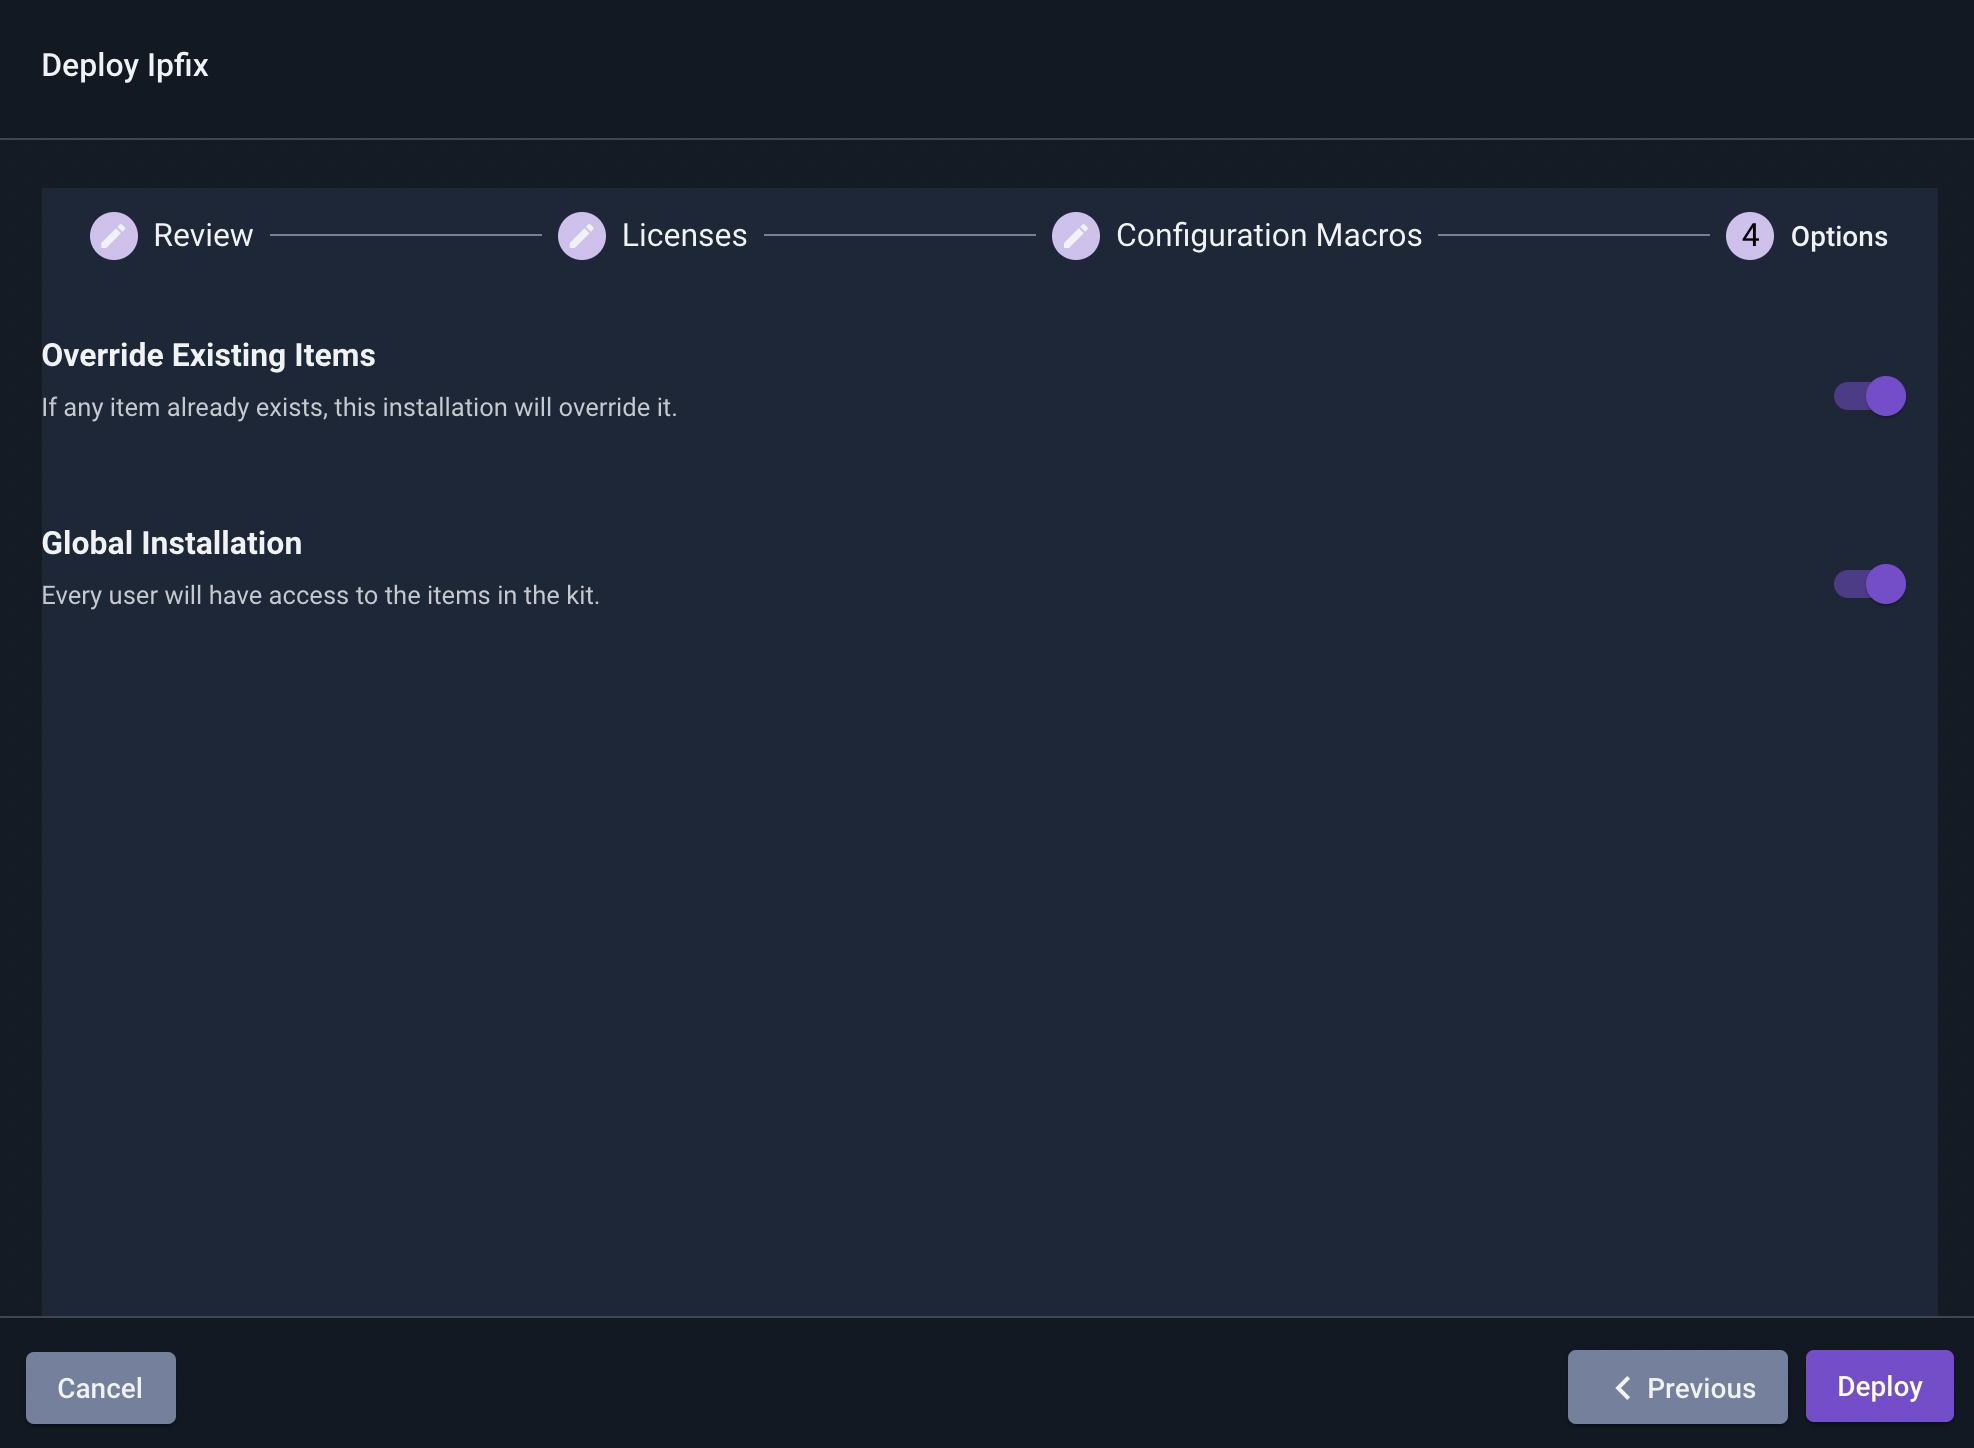 Deploy Ipfix
Review
Licenses
Configuration Macros
4 Options
Override Existing Items
If any item already exists, this installation will override it.
Global Installation
Every user will have access to the items in the kit.
Cancel
Previous
Deploy